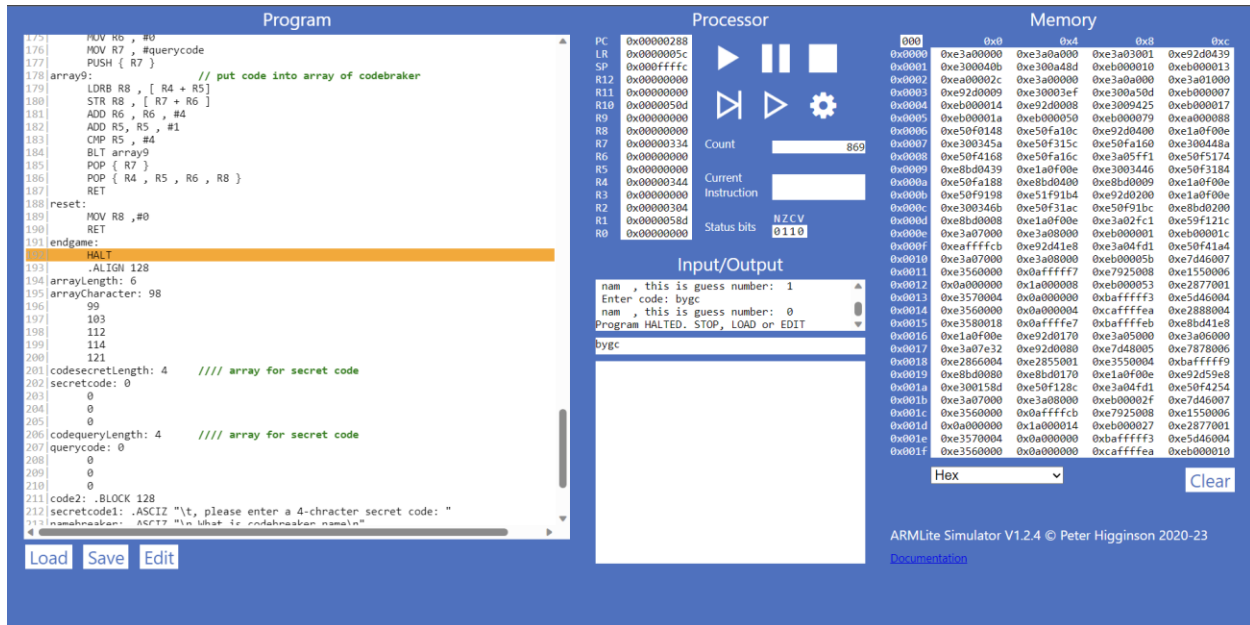 Program
175| MOV R6 , #0
176| MOV R7 , #querycode
177| PUSH { R7 }
178|array9: // put code into array of codebraker
179| LDRB R8 , [ R4 + R5]
180| STR R8 , [ R7 + R6 ]
181| ADD R6 , R6 , #4
182| ADD R5, R5 , #1
183| CMP R5 , #4
184| BLT array9
185| POP { R7 }
186| POP { R4 , R5 , R6 , R8 }
187| RET
188|reset:
189| MOV R8 ,#0
190| RET
191|endgame:
192| HALT
193| .ALIGN 128
194|arrayLength: 6
195|arrayCharacter: 98
196| 99
197| 103
198| 112
199| 114
200| 121
201|codesecretLength: 4 //// array for secret code
202|secretcode: 0
203| 0
204| 0
205| 0
206|codequeryLength: 4 //// array for secret code
207|querycode: 0
208| 0
209| 0
210| 0
211|code2: .BLOCK 128
212|secretcode1: .ASCIZ "\t, please enter a 4-chracter secret code: "
213|namebreaker: .ASCIZ "\n What is codebreaker name\n"
Load Save Edit
Processor
PC 0x00000288
LR 0x0000005c
SP 0x000ffffc
R12 0x00000000
R11 0x00000000
R10 0x0000050d
R9 0x00000000
R8 0x00000000
R7 0x00000334
R6 0x00000000
R5 0x00000000
R4 0x00000344
R3 0x00000000
R2 0x00000304
R1 0x0000058d
R0 0x00000000
Count 869
Current
Instruction
Status bits NZCV
0110
Input/Output
nam , this is guess number: 1
Enter code: bygc
nam , this is guess number: 0
Program HALTED. STOP, LOAD or EDIT
bygc
Memory
000 0x0 0x4 0x8 0xc
0x0000 0xe3a00000 0xe3a0a000 0xe3a03001 0xe92d0439
0x0001 0xe300040b 0xe300a48d 0xeb000010 0xeb000013
0x0002 0xea00002c 0xe3a00000 0xe3a0a000 0xe3a01000
0x0003 0xe92d0009 0xe30003ef 0xe300a50d 0xeb000007
0x0004 0xeb000014 0xe92d0008 0xe3009425 0xeb000017
0x0005 0xeb00001a 0xeb000050 0xeb000079 0xea000088
0x0006 0xe50f0148 0xe50fa10c 0xe92d0400 0xe1a0f00e
0x0007 0xe300345a 0xe50f315c 0xe50fa160 0xe300448a
0x0008 0xe50f4168 0xe50fa16c 0xe3a05ff1 0xe50f5174
0x0009 0xe8bd0439 0xe1a0f00e 0xe3003446 0xe50f3184
0x000a 0xe50fa188 0xe8bd0400 0xe8bd0009 0xe1a0f00e
0x000b 0xe50f9198 0xe51f91b4 0xe92d0200 0xe1a0f00e
0x000c 0xe300346b 0xe50f31ac 0xe50f91bc 0xe8bd0200
0x000d 0xe8bd0008 0xe1a0f00e 0xe3a02fc1 0xe59f121c
0x000e 0xe3a07000 0xe3a08000 0xeb000001 0xeb00001c
0x000f 0xeaffffcb 0xe92d41e8 0xe3a04fd1 0xe50f41a4
0x0010 0xe3a07000 0xe3a08000 0xeb00005b 0xe7d46007
0x0011 0xe3560000 0x0afffff7 0xe7925008 0xe1550006
0x0012 0x0a000000 0x1a000008 0xeb000053 0xe2877001
0x0013 0xe3570004 0x0a000000 0xbafffff3 0xe5d46004
0x0014 0xe3560000 0x0a000004 0xcaffffea 0xe2888004
0x0015 0xe3580018 0x0affffe7 0xbaffffeb 0xe8bd41e8
0x0016 0xe1a0f00e 0xe92d0170 0xe3a05000 0xe3a06000
0x0017 0xe3a07e32 0xe92d0080 0xe7d48005 0xe7878006
0x0018 0xe2866004 0xe2855001 0xe3550004 0xbafffff9
0x0019 0xe8bd0080 0xe8bd0170 0xe1a0f00e 0xe92d59e8
0x001a 0xe300158d 0xe50f128c 0xe3a04fd1 0xe50f4254
0x001b 0xe3a07000 0xe3a08000 0xeb00002f 0xe7d46007
0x001c 0xe3560000 0x0affffcb 0xe7925008 0xe1550006
0x001d 0x0a000000 0x1a000014 0xeb000027 0xe2877001
0x001e 0xe3570004 0x0a000000 0xbafffff3 0xe5d46004
0x001f 0xe3560000 0x0a000000 0xcaffffea 0xeb000010
Hex
Clear
ARMLite Simulator V1.2.4 © Peter Higginson 2020-23
Documentation